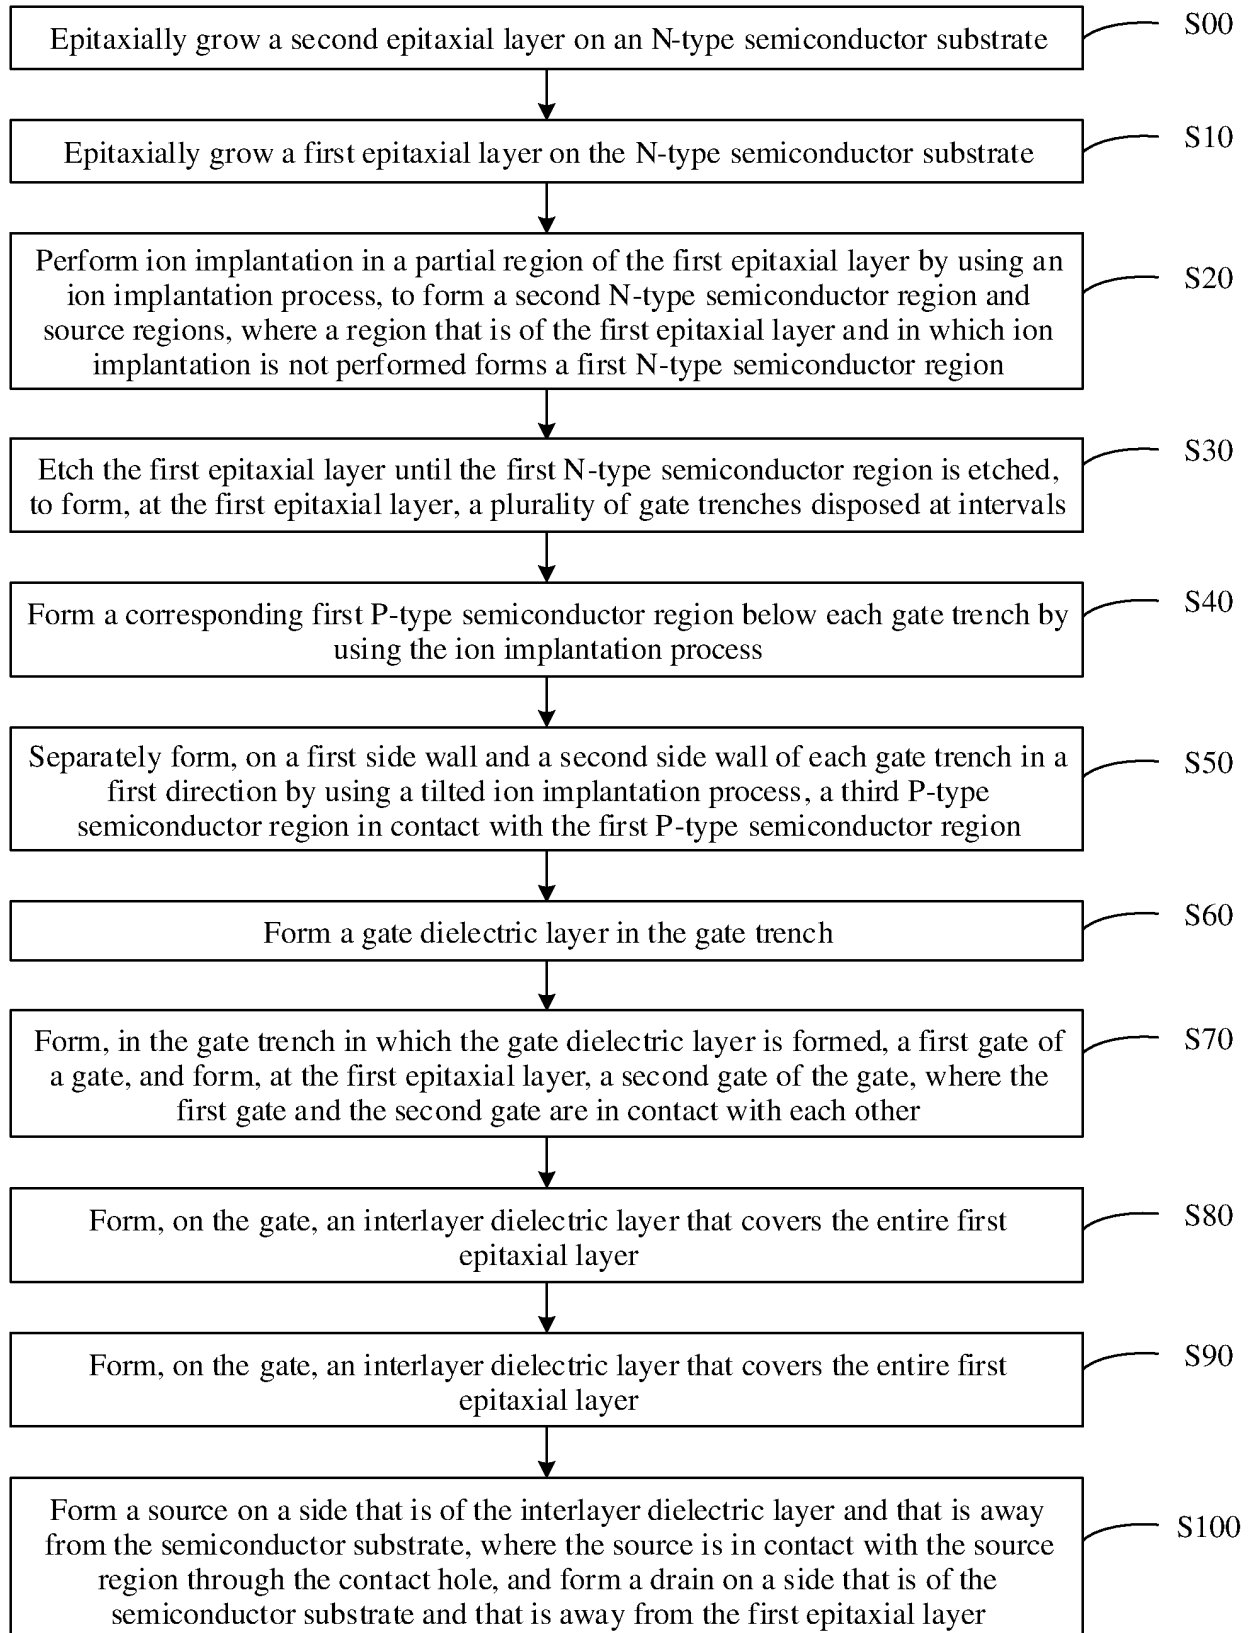 Epitaxially grow a second epitaxial layer on an N-type semiconductor substrate
S00
Epitaxially grow a first epitaxial layer on the N-type semiconductor substrate
S10
Perform ion implantation in a partial region of the first epitaxial layer by using an
ion implantation process, to form a second N-type semiconductor region and
source regions, where a region that is of the first epitaxial layer and in which ion
implantation is not performed forms a first N-type semiconductor region
S20
Etch the first epitaxial layer until the first N-type semiconductor region is etched,
to form, at the first epitaxial layer, a plurality of gate trenches disposed at intervals
S30
Form a corresponding first P-type semiconductor region below each gate trench by
using the ion implantation process
S40
Separately form, on a first side wall and a second side wall of each gate trench in a
first direction by using a tilted ion implantation process, a third P-type
semiconductor region in contact with the first P-type semiconductor region
S50
Form a gate dielectric layer in the gate trench
S60
Form, in the gate trench in which the gate dielectric layer is formed, a first gate of
a gate, and form, at the first epitaxial layer, a second gate of the gate, where the
first gate and the second gate are in contact with each other
S70
Form, on the gate, an interlayer dielectric layer that covers the entire first
epitaxial layer
S80
Form, on the gate, an interlayer dielectric layer that covers the entire first
epitaxial layer
S90
Form a source on a side that is of the interlayer dielectric layer and that is away
from the semiconductor substrate, where the source is in contact with the source
region through the contact hole, and form a drain on a side that is of the
semiconductor substrate and that is away from the first epitaxial layer
S100